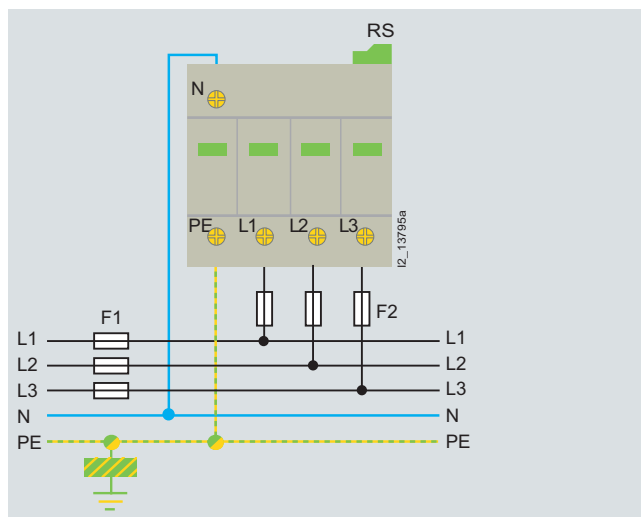 RS
N
PE L1 L2 L3
I2_13795a
F1
F2
L1 L1
L2 L2
L3 L3
N N
PE PE